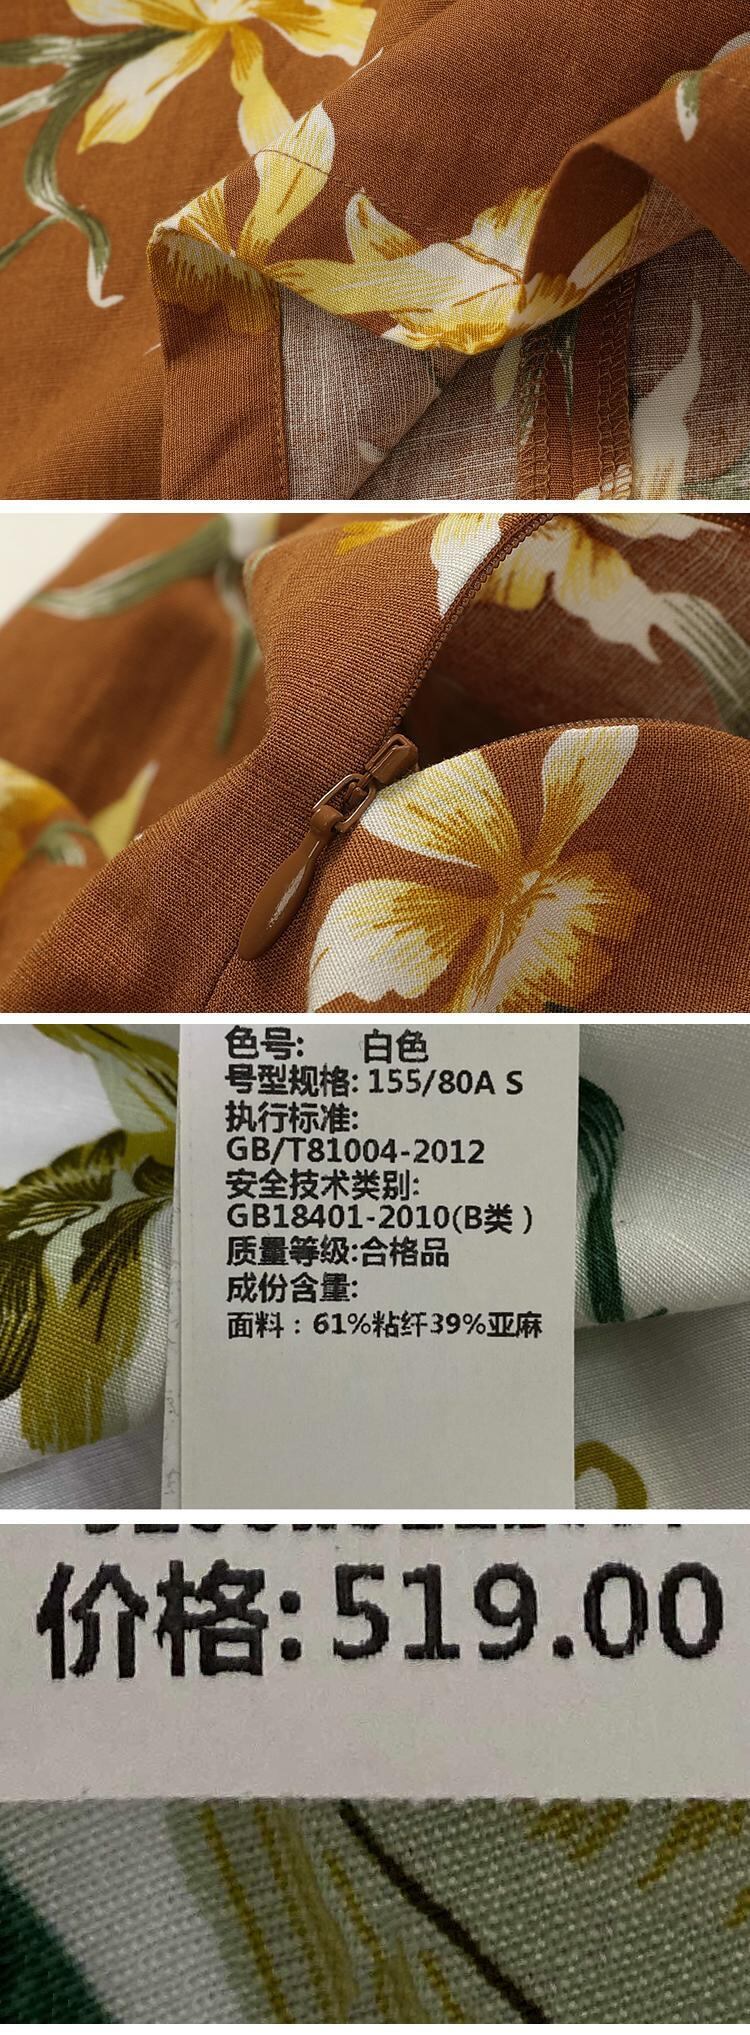 色号: 白色
号型规格: 155/80A S
执行标准:
GB/T81004-2012
安全技术类别:
GB18401-2010(B类 )
质量等级:合格品
成份含量:
面料：61%粘纤39%亚麻
价格:519.00